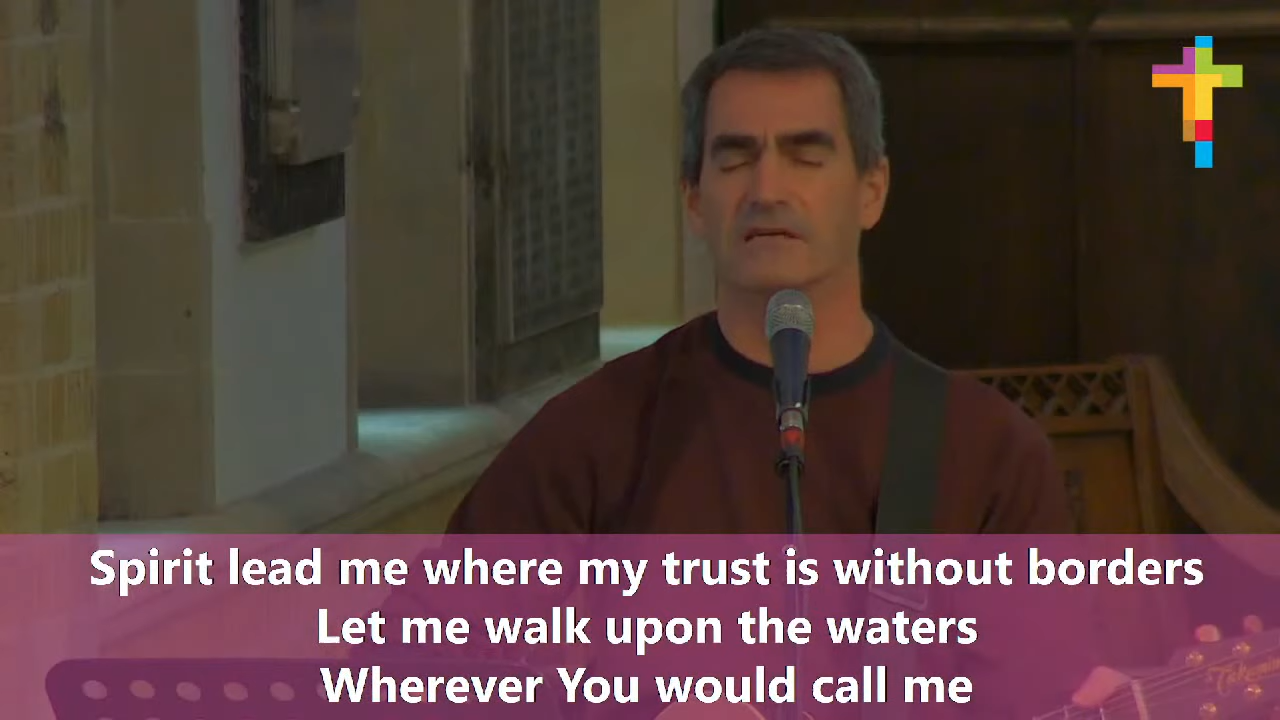 Spirit lead me where my trust is without borders
Let me walk upon the waters
Wherever You would call me